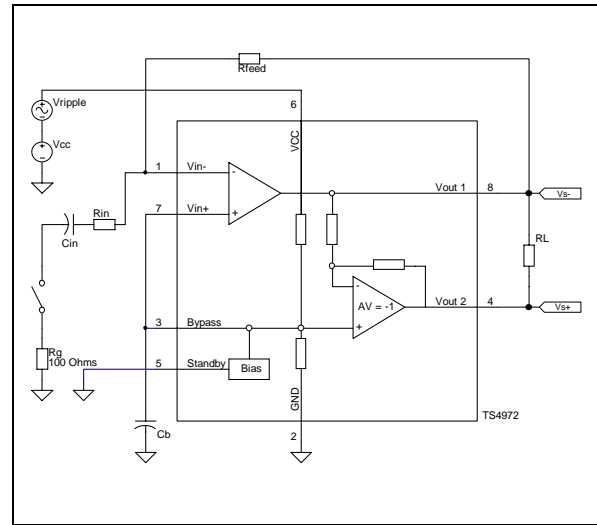 Rfeed
Vripple
6
Vcc
VCC
1
Vin-
-
Vout 1
8
Vs-
Rin
7
Vin+
+
Cin
RL
-
AV = -1
Vout 2
4
Vs+
3
Bypass
+
Rg
100 Ohms
5
Standby
Bias
GND
TS4972
Cb
2